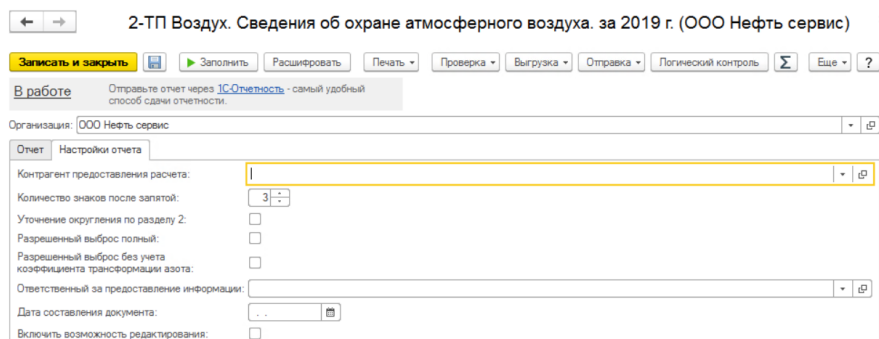 2-ТП Воздух. Сведения об охране атмосферного воздуха. за 2019 г. (ООО Нефть сервис)
Записать и закрыть Заполнить Расшифровать Печать Проверка Выгрузка Отправка Логический контроль Σ Еще ?
В работе Отправьте отчет через 1С-Отчетность - самый удобный
способ сдачи отчетности.
Организация: ООО Нефть сервис
Отчет Настройки отчета
Контрагент предоставления расчета:
Количество знаков после запятой: 3
Уточнение округления по разделу 2:
Разрешенный выброс полный:
Разрешенный выброс без учета
коэффициента трансформации азота:
Ответственный за предоставление информации:
Дата составления документа: . .
Включить возможность редактирования: